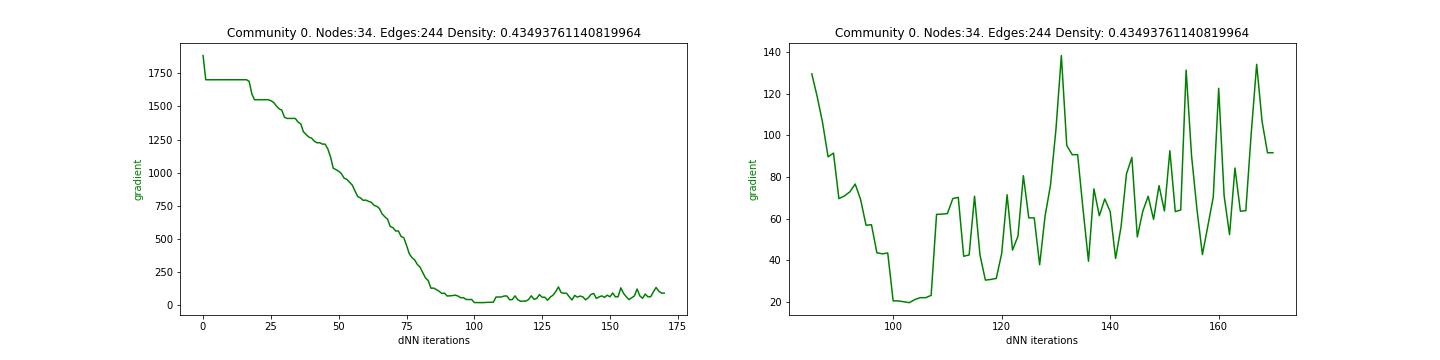 Community 0. Nodes:34. Edges:244 Density: 0.43493761140819964
1750
1500
1250
1000
750
500
250
0
gradient
0 25 50 75 100 125 150 175
dNN iterations
Community 0. Nodes:34. Edges:244 Density: 0.43493761140819964
140
120
100
80
60
40
20
gradient
100 120 140 160
dNN iterations